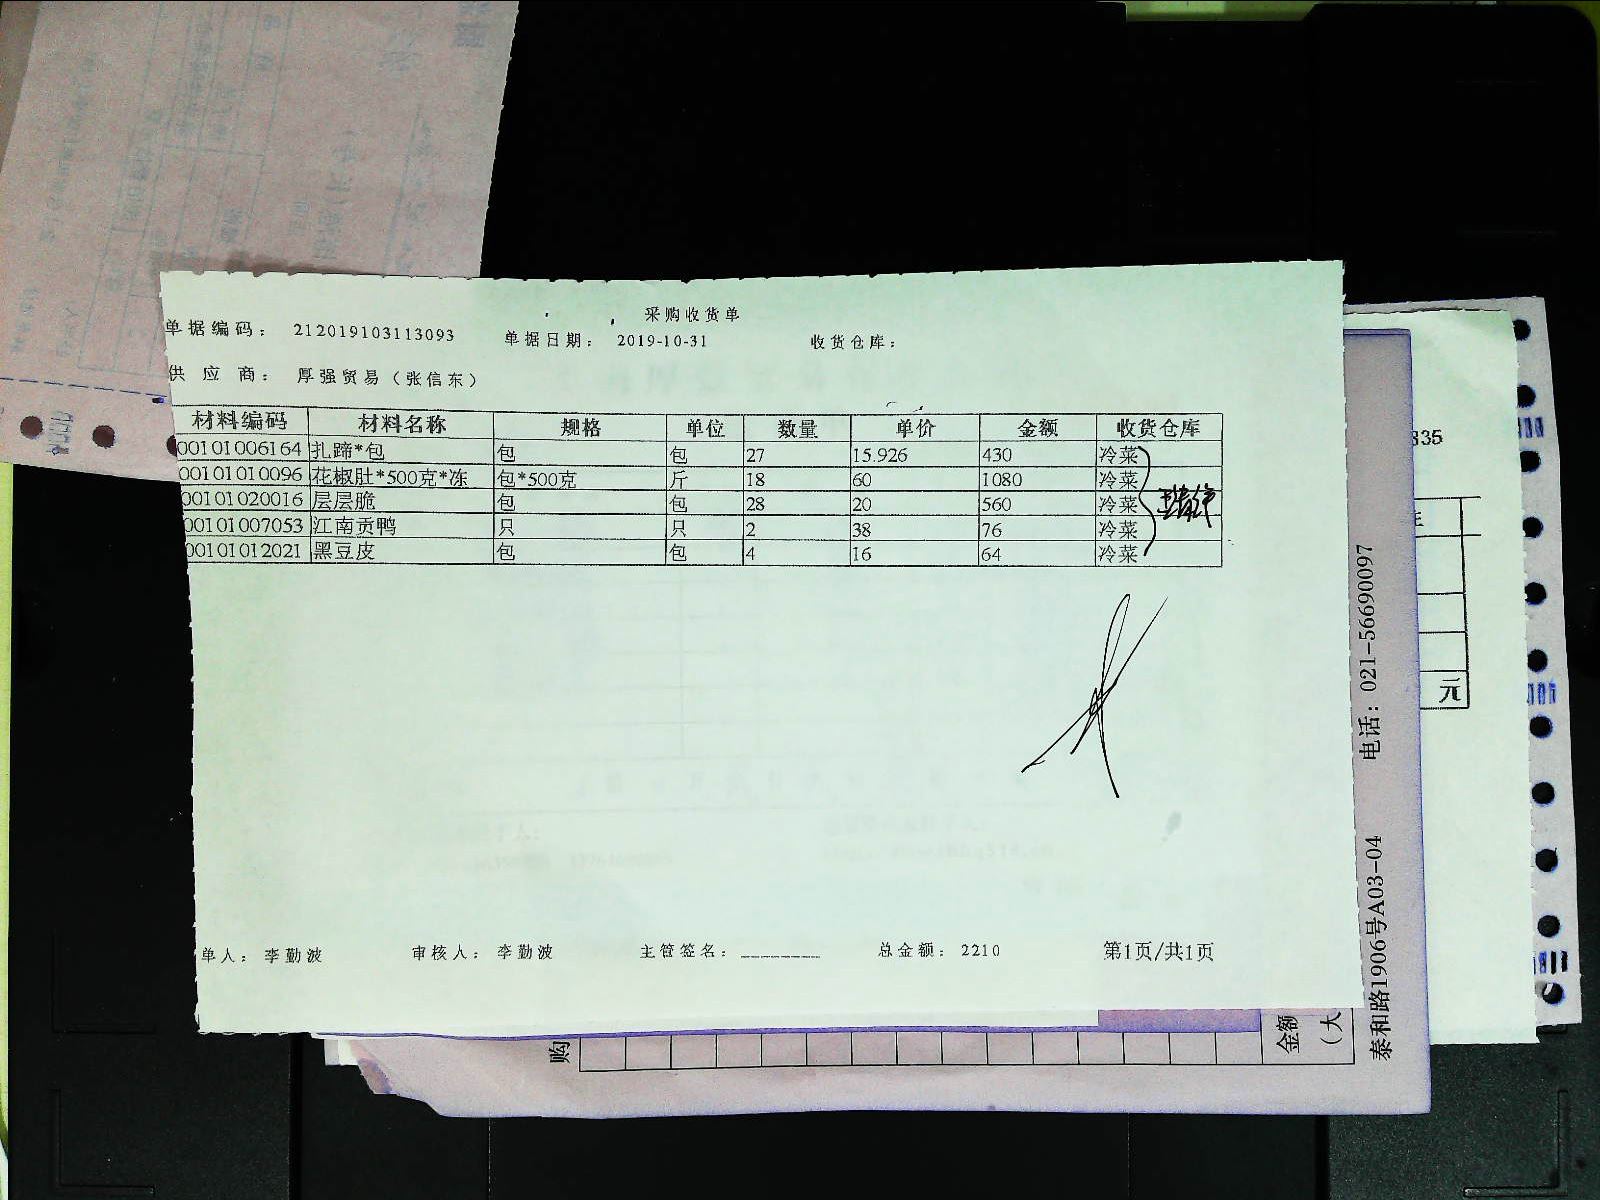 采购收货单
单据编码： 212019103113093 单据日期： 2019-10-31 收货仓库：
供 应 商： 厚强贸易（张信东）
材料编码 材料名称 规格 单位 数量 单价 金额 收货仓库
00101006164 扎蹄*包 包 包 27 15.926 430 冷菜
00101010096 花椒肚*500克*冻 包*500克 斤 18 60 1080 冷菜
00101020016 层层脆 包 包 28 20 560 冷菜
00101007053 江南贡鸭 只 只 2 38 76 冷菜
00101012021 黑豆皮 包 包 4 16 64 冷菜
单人： 李勤波 审核人： 李勤波 主管签名： ________ 总金额： 2210 第1页/共1页
335
元
泰和路1906号A03-04 电话：021-56690097
购
金额
（大